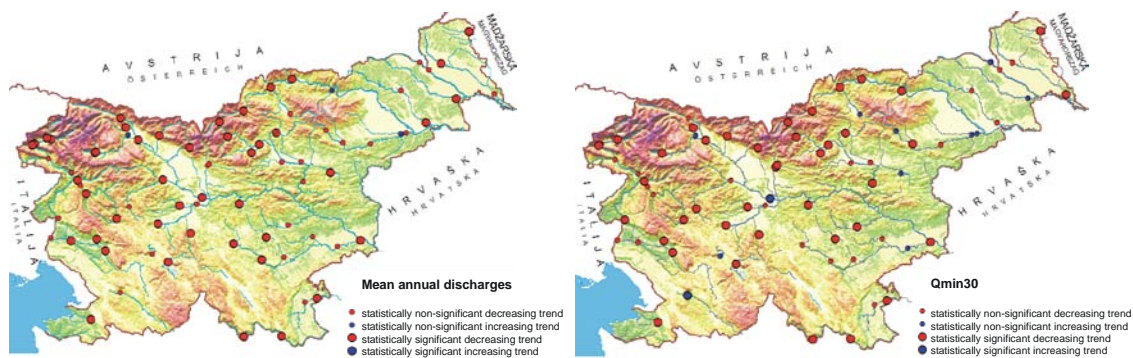 AVSTRIJA
ÖSTERREICH
MADŽARSKA
MAGYARORSZÁG
ITALIJA
ITALIA
HRVAŠKA
HRVATSKA
Mean annual discharges
statistically non-significant decreasing trend
statistically non-significant increasing trend
statistically significant decreasing trend
statistically significant increasing trend
AVSTRIJA
ÖSTERREICH
MADŽARSKA
MAGYARORSZÁG
ITALIJA
ITALIA
HRVAŠKA
HRVATSKA
Qmin30
statistically non-significant decreasing trend
statistically non-significant increasing trend
statistically significant decreasing trend
statistically significant increasing trend